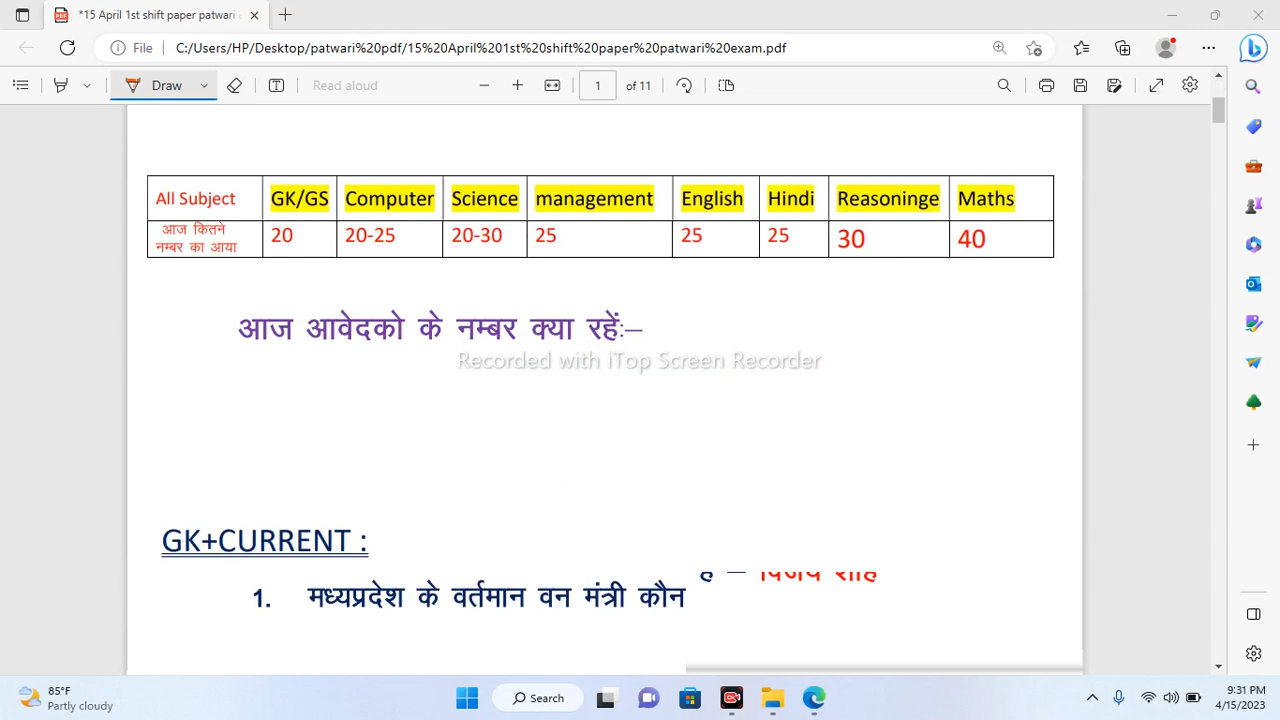 *15 April 1st shift paper patwari
File C:/Users/HP/Desktop/patwari%20pdf/15%20April%201st%20shift%20paper%20patwari%20exam.pdf
Draw Read aloud 1 of 11
All Subject GK/GS Computer Science management English Hindi Reasoninge Maths
आज कितने
नम्बर का आया 20 20-25 20-30 25 25 25 30 40
आज आवेदको के नम्बर क्या रहें:–
Recorded with iTop Screen Recorder
GK+CURRENT :
है – विजय शाह
1. मध्यप्रदेश के वर्तमान वन मंत्री कौन
85°F
Partly cloudy
Search
9:31 PM
4/15/2023